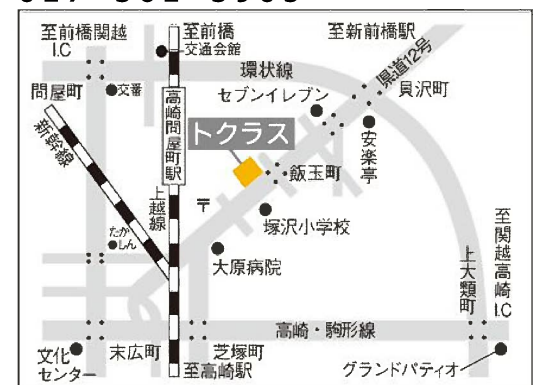 至前橋関越
I.C
至前橋
交通会館
至新前橋駅
環状線
県道12号
貝沢町
問屋町
交番
セブンイレブン
新幹線
高崎問屋町駅
トクラス
安楽亭
飯玉町
上越線
〒
塚沢小学校
たか
しん
大原病院
至関越高崎I.C
上大類町
高崎・駒形線
文化
センター
末広町
芝塚町
至高崎駅
グランドパティオ